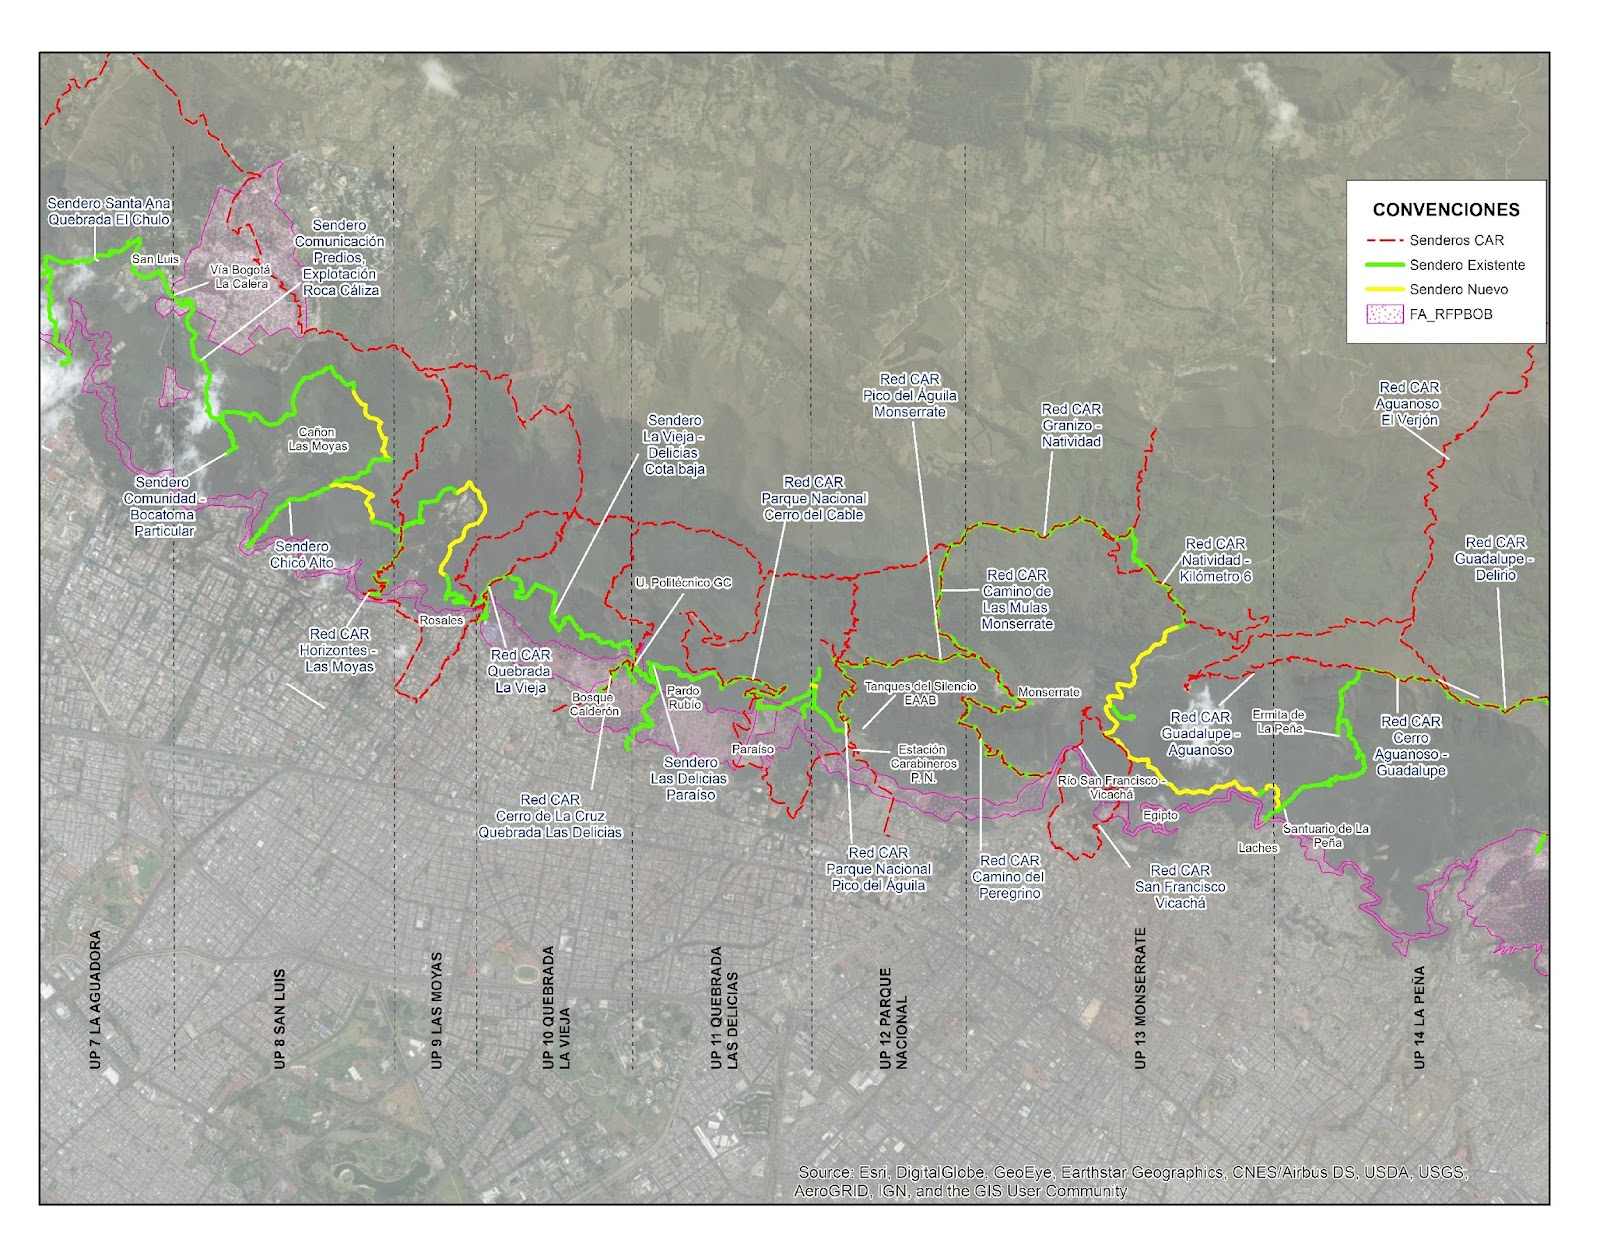 CONVENCIONES
Senderos CAR
Sendero Existente
Sendero Nuevo
FA_RFPBOB
Sendero Santa Ana
Quebrada El Chulo
San Luis
Vía Bogotá
La Calera
Sendero
Comunicación
Predios,
Explotación
Roca Cáliza
Cañon
Las Moyas
Sendero
Comunidad -
Bocatoma
Particular
Sendero
Chicó Alto
Red CAR
Horizontes -
Las Moyas
Rosales
Red CAR
Quebrada
La Vieja
Sendero
La Vieja -
Delicias
Cota baja
U. Politécnico GC
Bosque
Calderón
Pardo
Rubio
Red CAR
Cerro de La Cruz
Quebrada Las Delicias
Sendero
Las Delicias
Paraíso
Paraíso
Red CAR
Parque Nacional
Cerro del Cable
Red CAR
Pico del Águila
Monserrate
Red CAR
Granizo -
Natividad
Red CAR
Camino de
Las Mulas
Monserrate
Tanques del Silencio
EAAB
Monserrate
Estación
Carabineros
P. N.
Red CAR
Parque Nacional
Pico del Águila
Red CAR
Camino del
Peregrino
Red CAR
Natividad -
Kilómetro 6
Red CAR
Guadalupe -
Aguanoso
Río San Francisco -
Vicachá
Egipto
Laches
Red CAR
San Francisco
Vicachá
Ermita de
La Peña
Santuario de La
Peña
Red CAR
Aguanoso
El Verjón
Red CAR
Guadalupe -
Delirio
Red CAR
Cerro
Aguanoso -
Guadalupe
UP 7 LA AGUADORA
UP 8 SAN LUIS
UP 9 LAS MOYAS
UP 10 QUEBRADA
LA VIEJA
UP 11 QUEBRADA
LAS DELICIAS
UP 12 PARQUE
NACIONAL
UP 13 MONSERRATE
UP 14 LA PEÑA
Source: Esri, DigitalGlobe, GeoEye, Earthstar Geographics, CNES/Airbus DS, USDA, USGS,
AeroGRID, IGN, and the GIS User Community